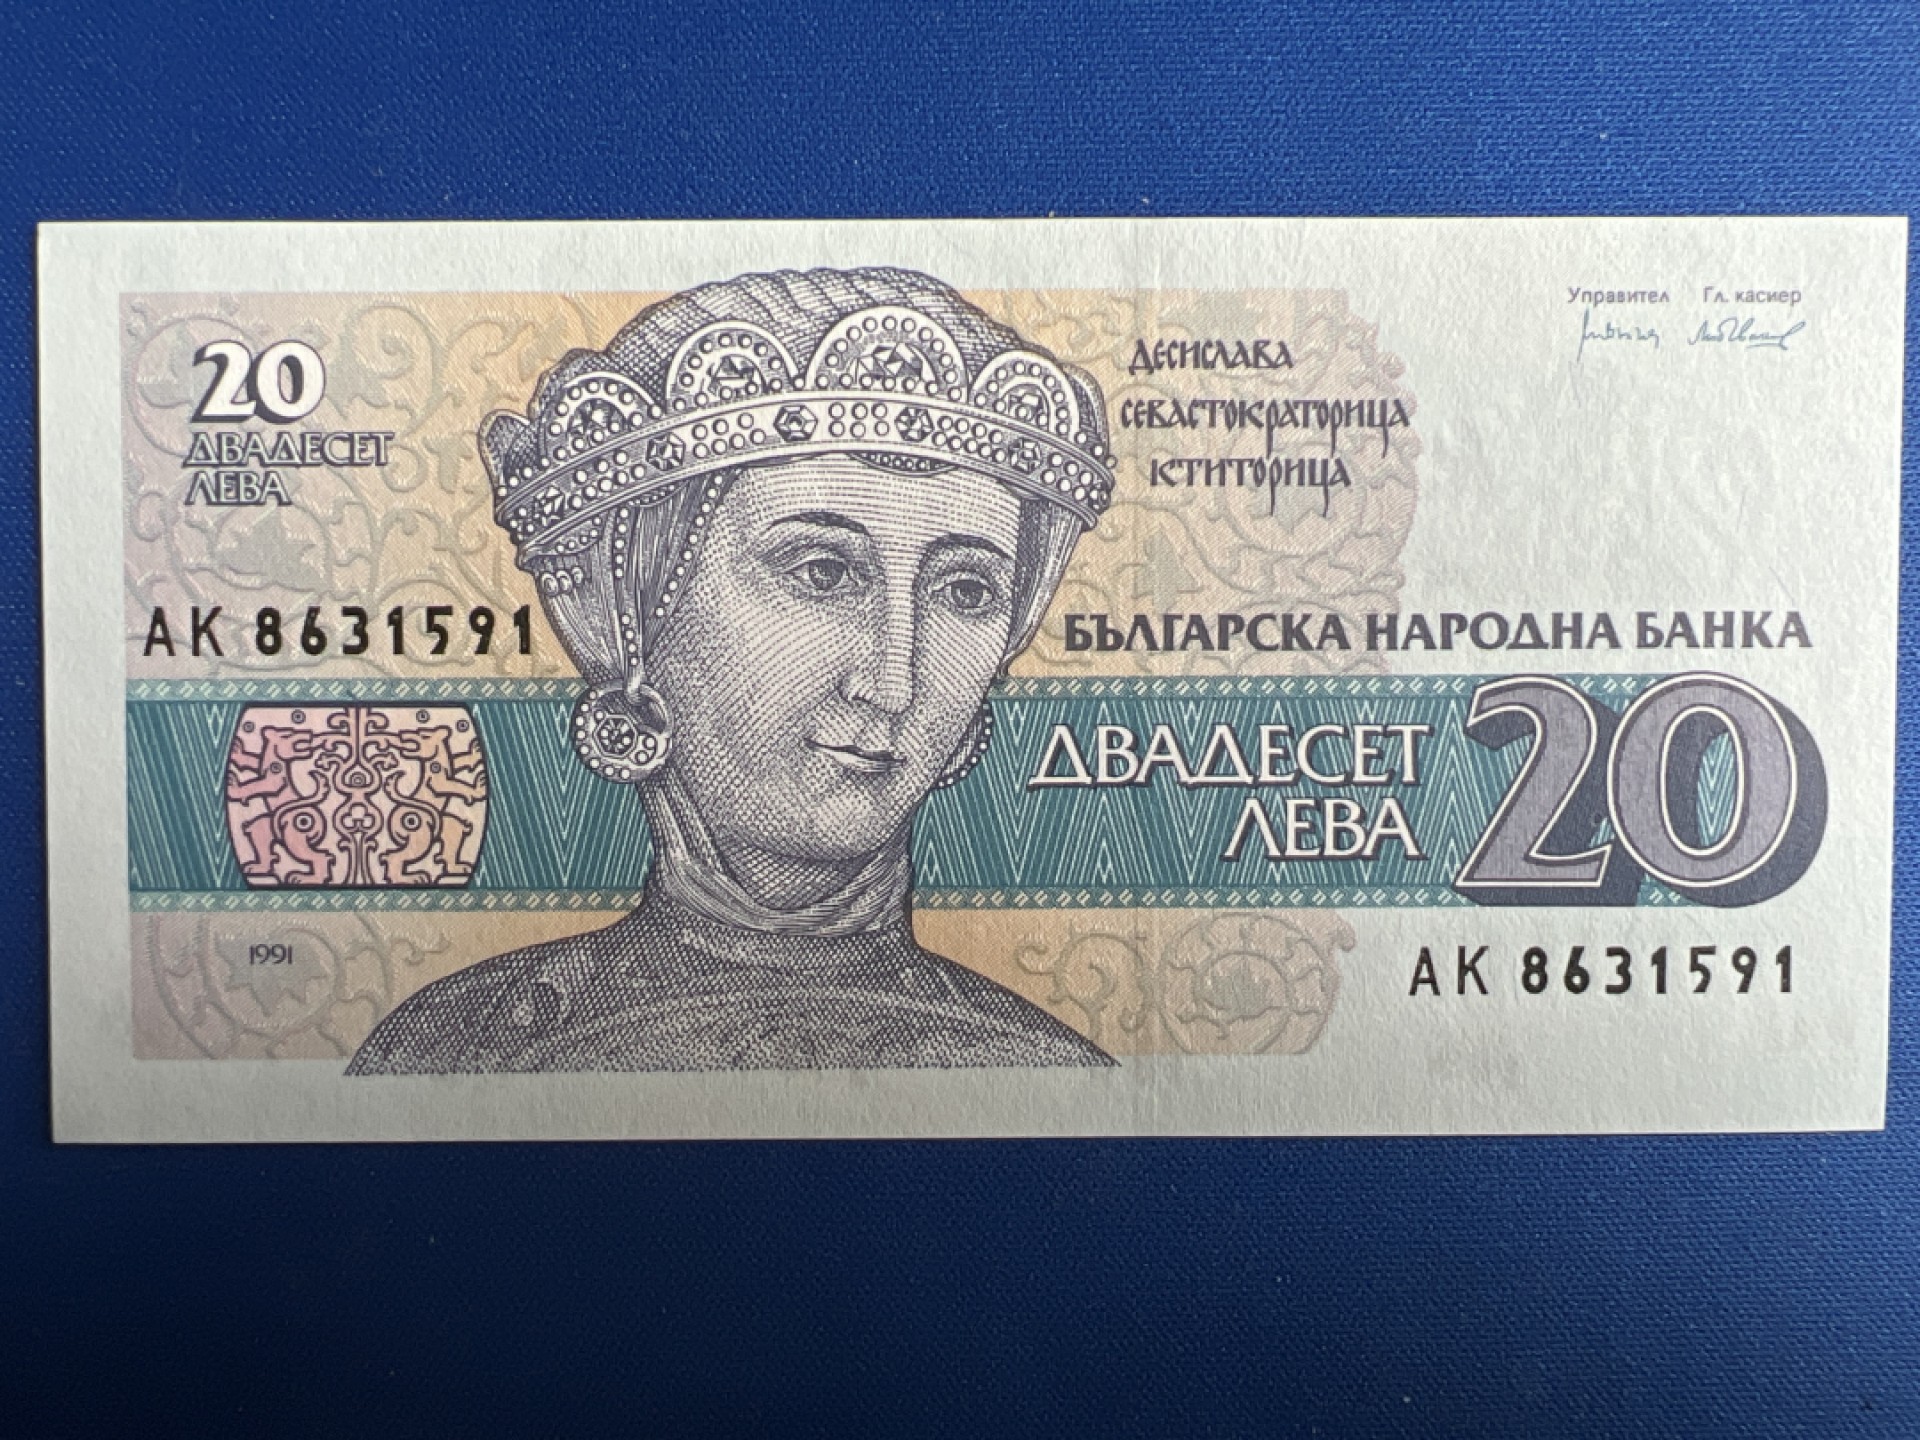 20
ДВАДЕСЕТ
ЛЕВА
Управител Гл. касиер
ДЕСИСЛАВА
СЕВАСТОКРАТОРИЦА
КТИТОРИЦА
АК 8631591
БЪЛГАРСКА НАРОДНА БАНКА
ДВАДЕСЕТ
ЛЕВА
20
1991
АК 8631591